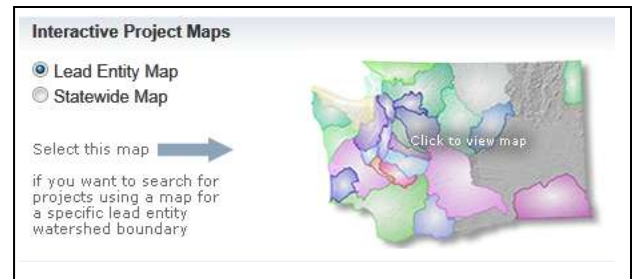 Interactive Project Maps
Lead Entity Map
Statewide Map
Select this map
Click to view map
if you want to search for
projects using a map for
a specific lead entity
watershed boundary